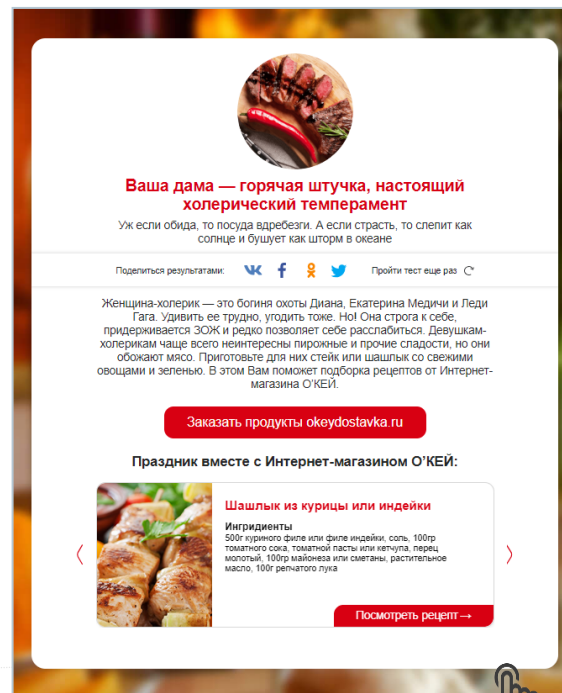 Ваша дама — горячая штучка, настоящий
холерический темперамент
Уж если обида, то посуда вдребезги. А если страсть, то слепит как
солнце и бушует как шторм в океане
Поделиться результатами: Пройти тест еще раз
Женщина-холерик — это богиня охоты Диана, Екатерина Медичи и Леди
Гага. Удивить ее трудно, угодить тоже. Но! Она строга к себе,
придерживается ЗОЖ и редко позволяет себе расслабиться. Девушкам-
холерикам чаще всего неинтересны пирожные и прочие сладости, но они
обожают мясо. Приготовьте для них стейк или шашлык со свежими
овощами и зеленью. В этом Вам поможет подборка рецептов от Интернет-
магазина О'КЕЙ.
Заказать продукты okeydostavka.ru
Праздник вместе с Интернет-магазином О'КЕЙ:
Шашлык из курицы или индейки
Ингридиенты
500г куриного филе или филе индейки, соль, 100гр
томатного сока, томатной пасты или кетчупа, перец
молотый, 100гр майонеза или сметаны, растительное
масло, 100г репчатого лука
Посмотреть рецепт→